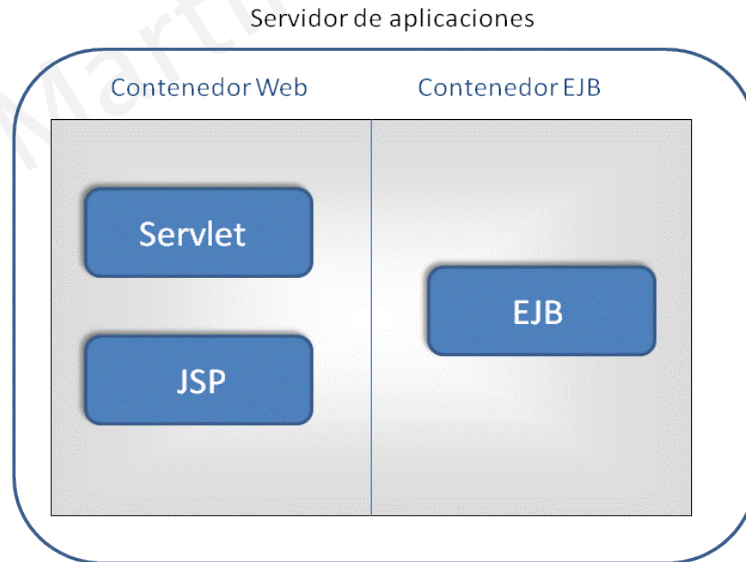 Servidor de aplicaciones
Contenedor Web
Contenedor EJB
Servlet
EJB
JSP